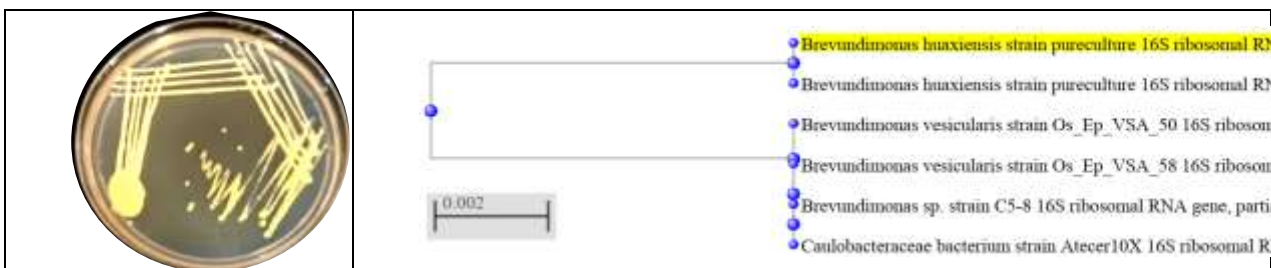 Brevundimonas huaxiensis strain pureculture 16S ribosomal RN
Brevundimonas huaxiensis strain pureculture 16S ribosomal RN
Brevundimonas vesicularis strain Os_Ep_VSA_50 16S ribosom
Brevundimonas vesicularis strain Os_Ep_VSA_58 16S ribosom
0.002
Brevundimonas sp. strain C5-8 16S ribosomal RNA gene, parti
Caulobacteraceae bacterium strain Atecer10X 16S ribosomal R